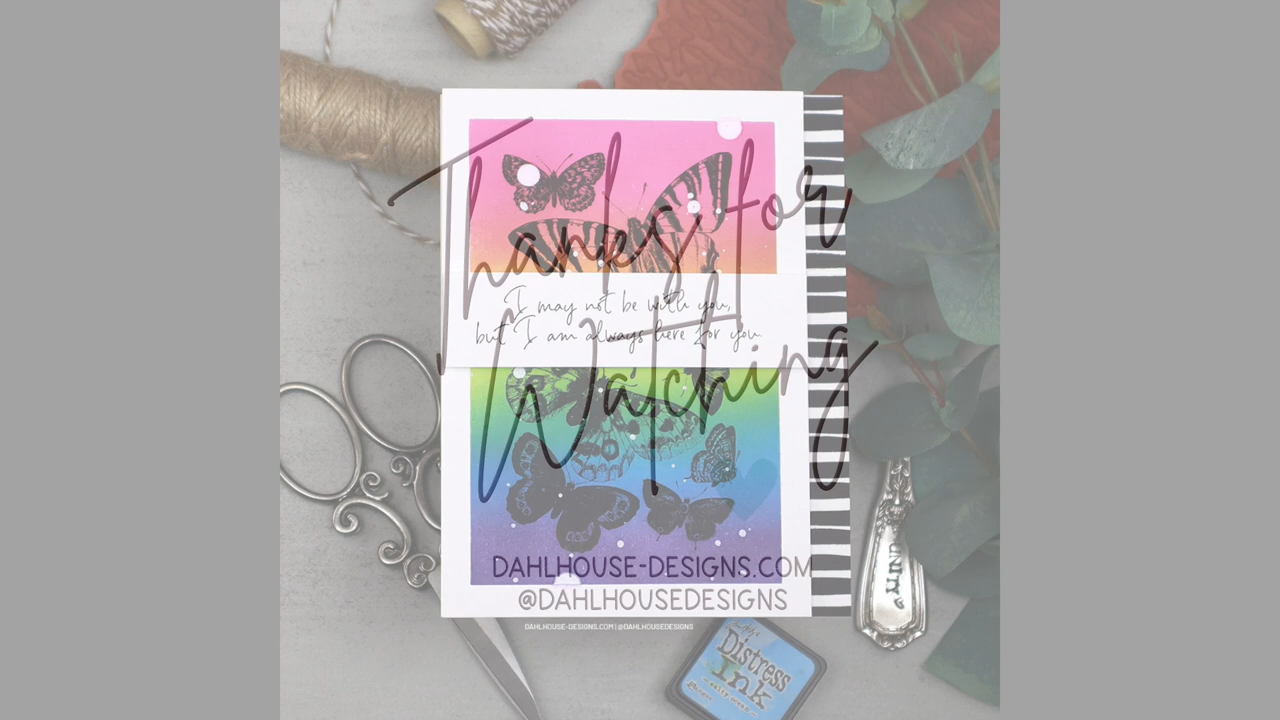 Thanks for
I may not be with you,
but I am always here for you
Watching
DAHLHOUSE-DESIGNS.COM
@DAHLHOUSEDESIGNS
DAHLHOUSE-DESIGNS.COM | @DAHLHOUSEDESIGNS
Distress
Ink